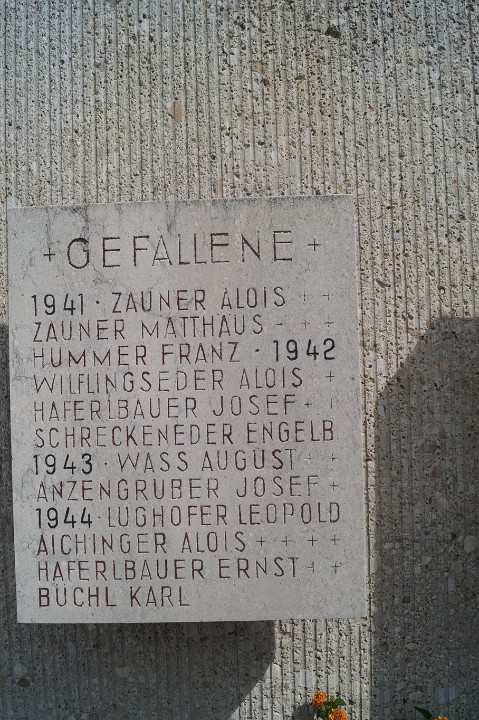 + GEFALLENE +
1941 · ZAUNER ALOIS + +
ZAUNER MATTHÄUS + + +
HUMMER FRANZ · 1942
WILFLINGSEDER ALOIS +
HAFERLBAUER JOSEF + +
SCHRECKENEDER ENGELB
1943 · WASS AUGUST + +
ANZENGRUBER JOSEF +
1944 · LUGHOFER LEOPOLD
AICHINGER ALOIS + + + +
HAFERLBAUER ERNST + +
BÜCHL KARL